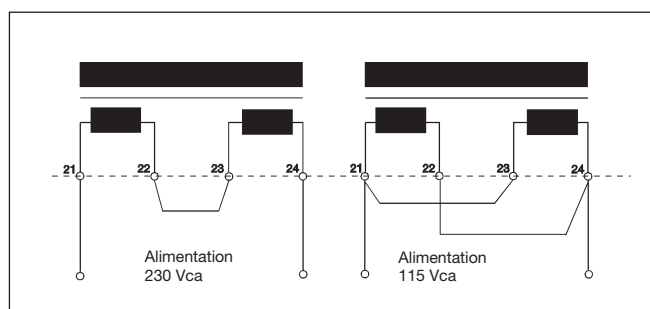 21 22 23 24 21 22 23 24
Alimentation
230 Vca
Alimentation
115 Vca